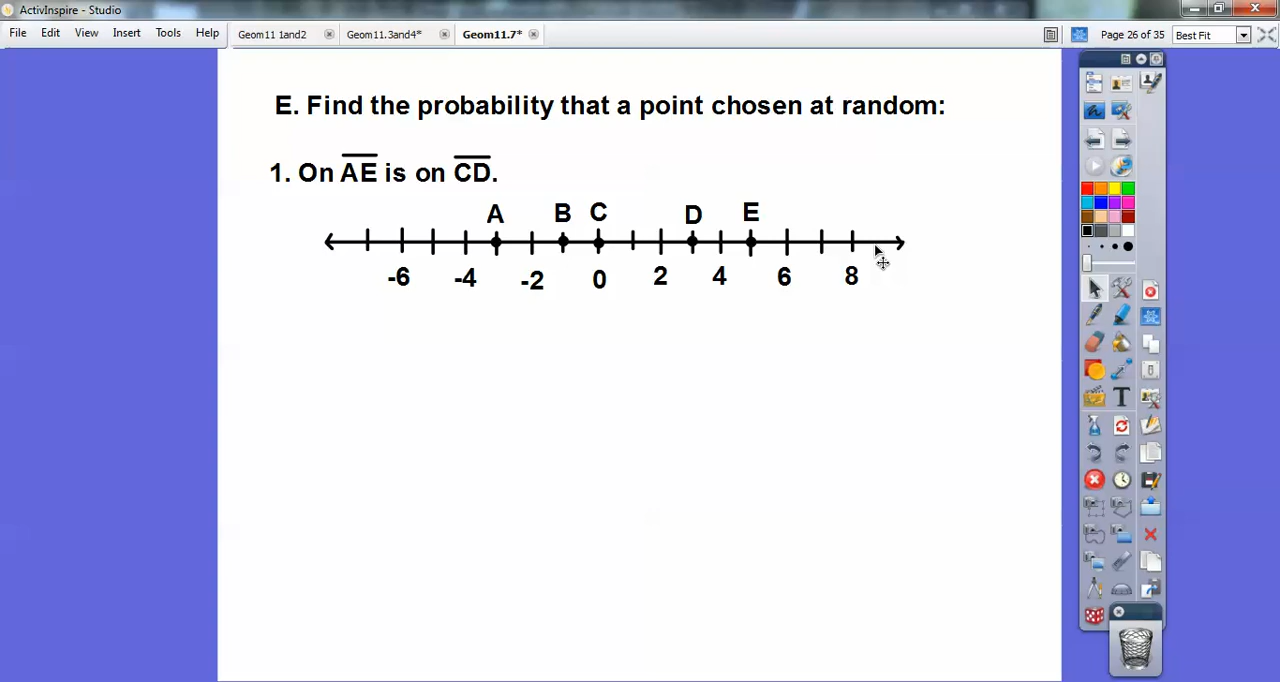 ActivInspire - Studio
File Edit View Insert Tools Help
Geom11 1and2 Geom11.3and4* Geom11.7*
Page 26 of 35 Best Fit
E. Find the probability that a point chosen at random:
1. On AE is on CD.
A B C D E
-6 -4 -2 0 2 4 6 8
T